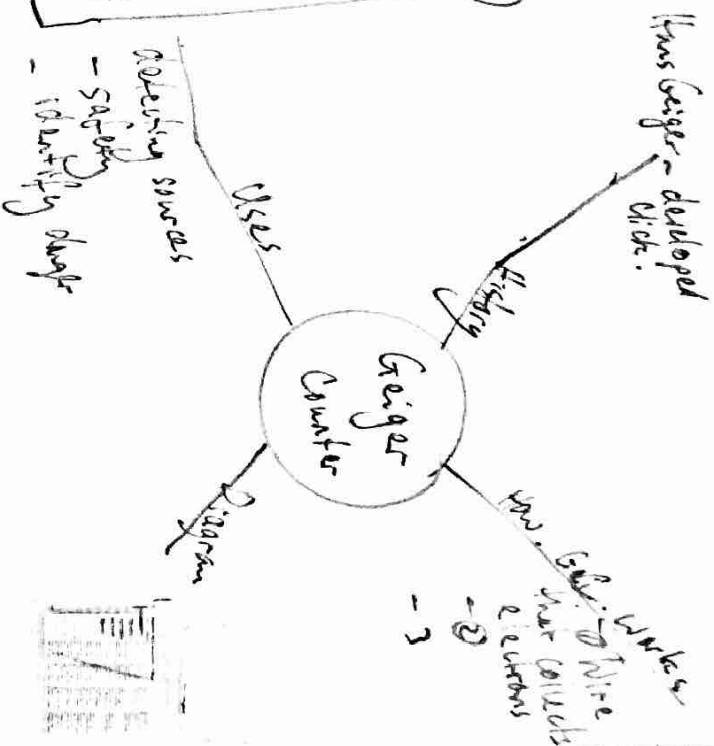 Geiger
Counter
History
Hans Geiger - developed
click.
How. Works
① Wire
that collects
electrons
- ②
- 3
Diagram
Uses
detecting sources
- safety
- identify